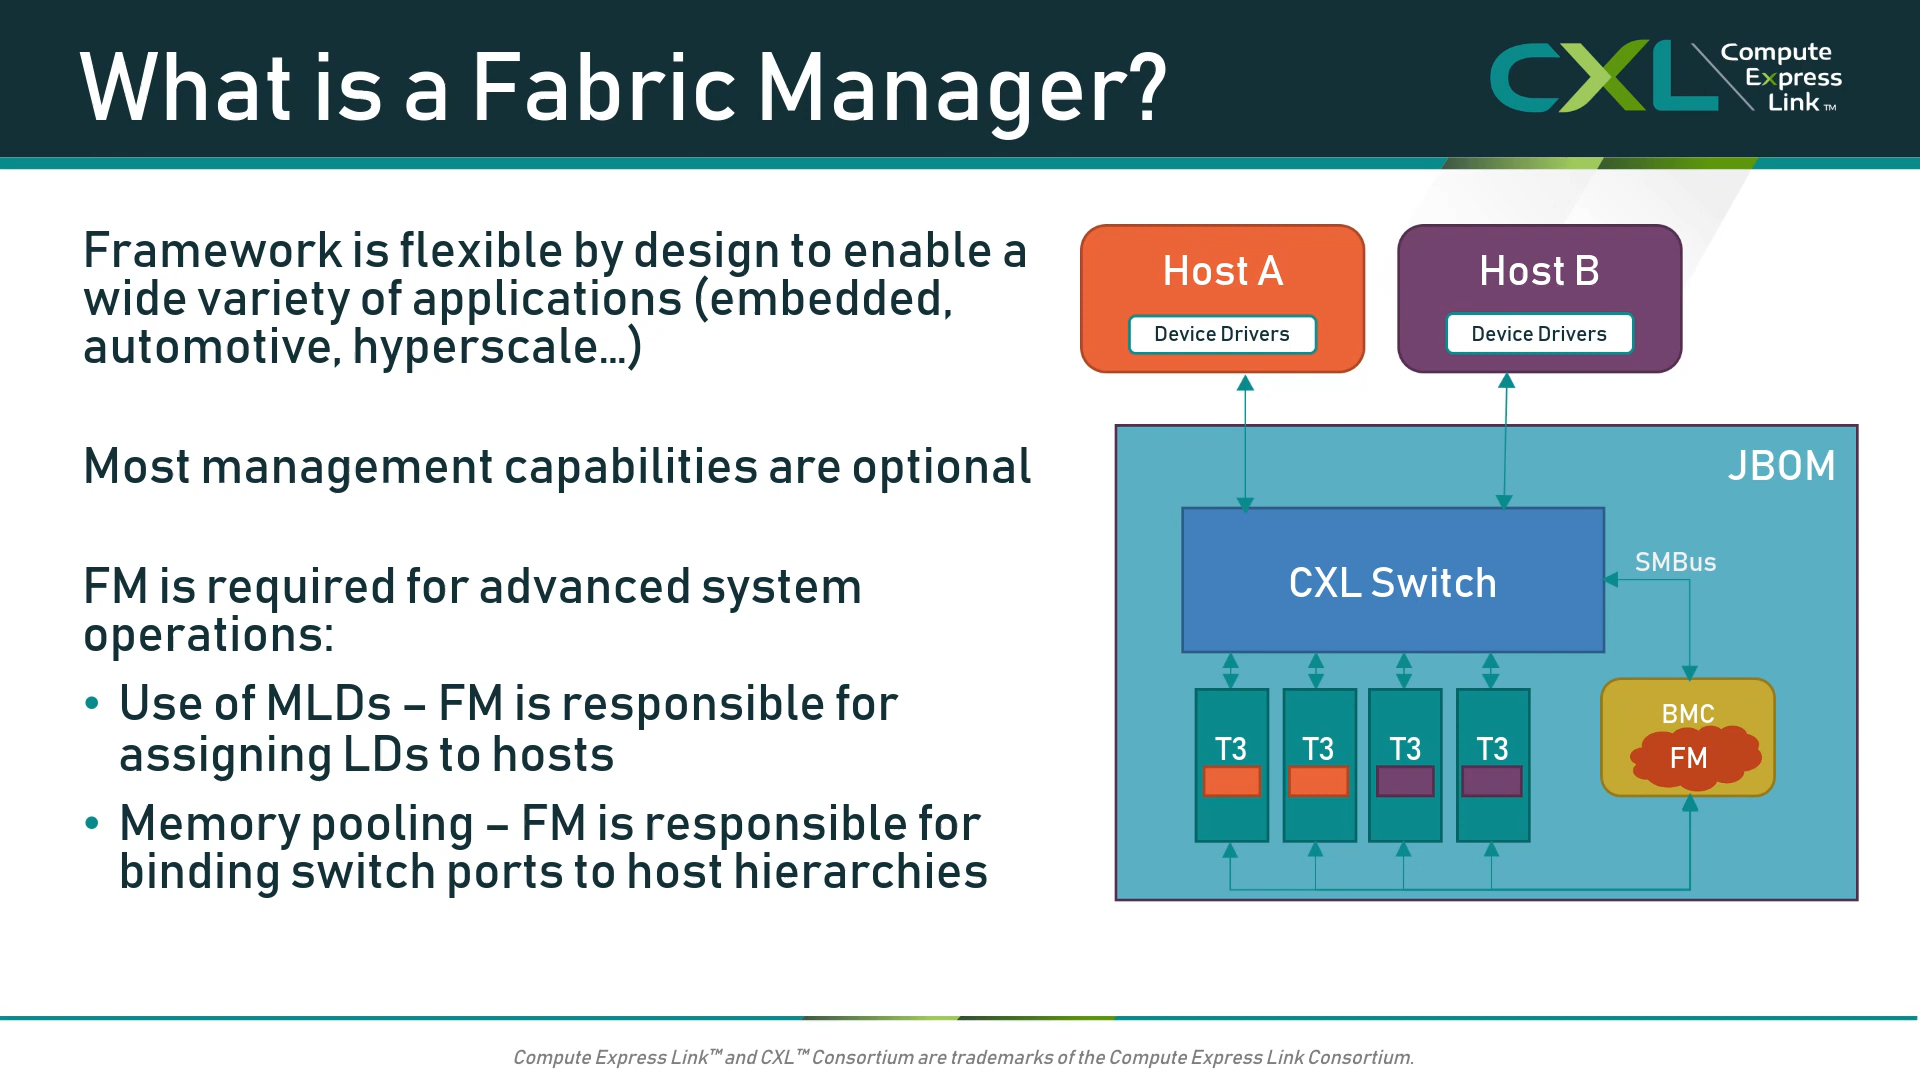 What is a Fabric Manager?
CXL
Compute
Express
Link™
Framework is flexible by design to enable a
wide variety of applications (embedded,
automotive, hyperscale...)
Most management capabilities are optional
FM is required for advanced system
operations:
• Use of MLDs – FM is responsible for
assigning LDs to hosts
• Memory pooling – FM is responsible for
binding switch ports to host hierarchies
Host A
Device Drivers
Host B
Device Drivers
JBOM
CXL Switch
SMBus
T3
T3
T3
T3
BMC
FM
Compute Express Link™ and CXL™ Consortium are trademarks of the Compute Express Link Consortium.